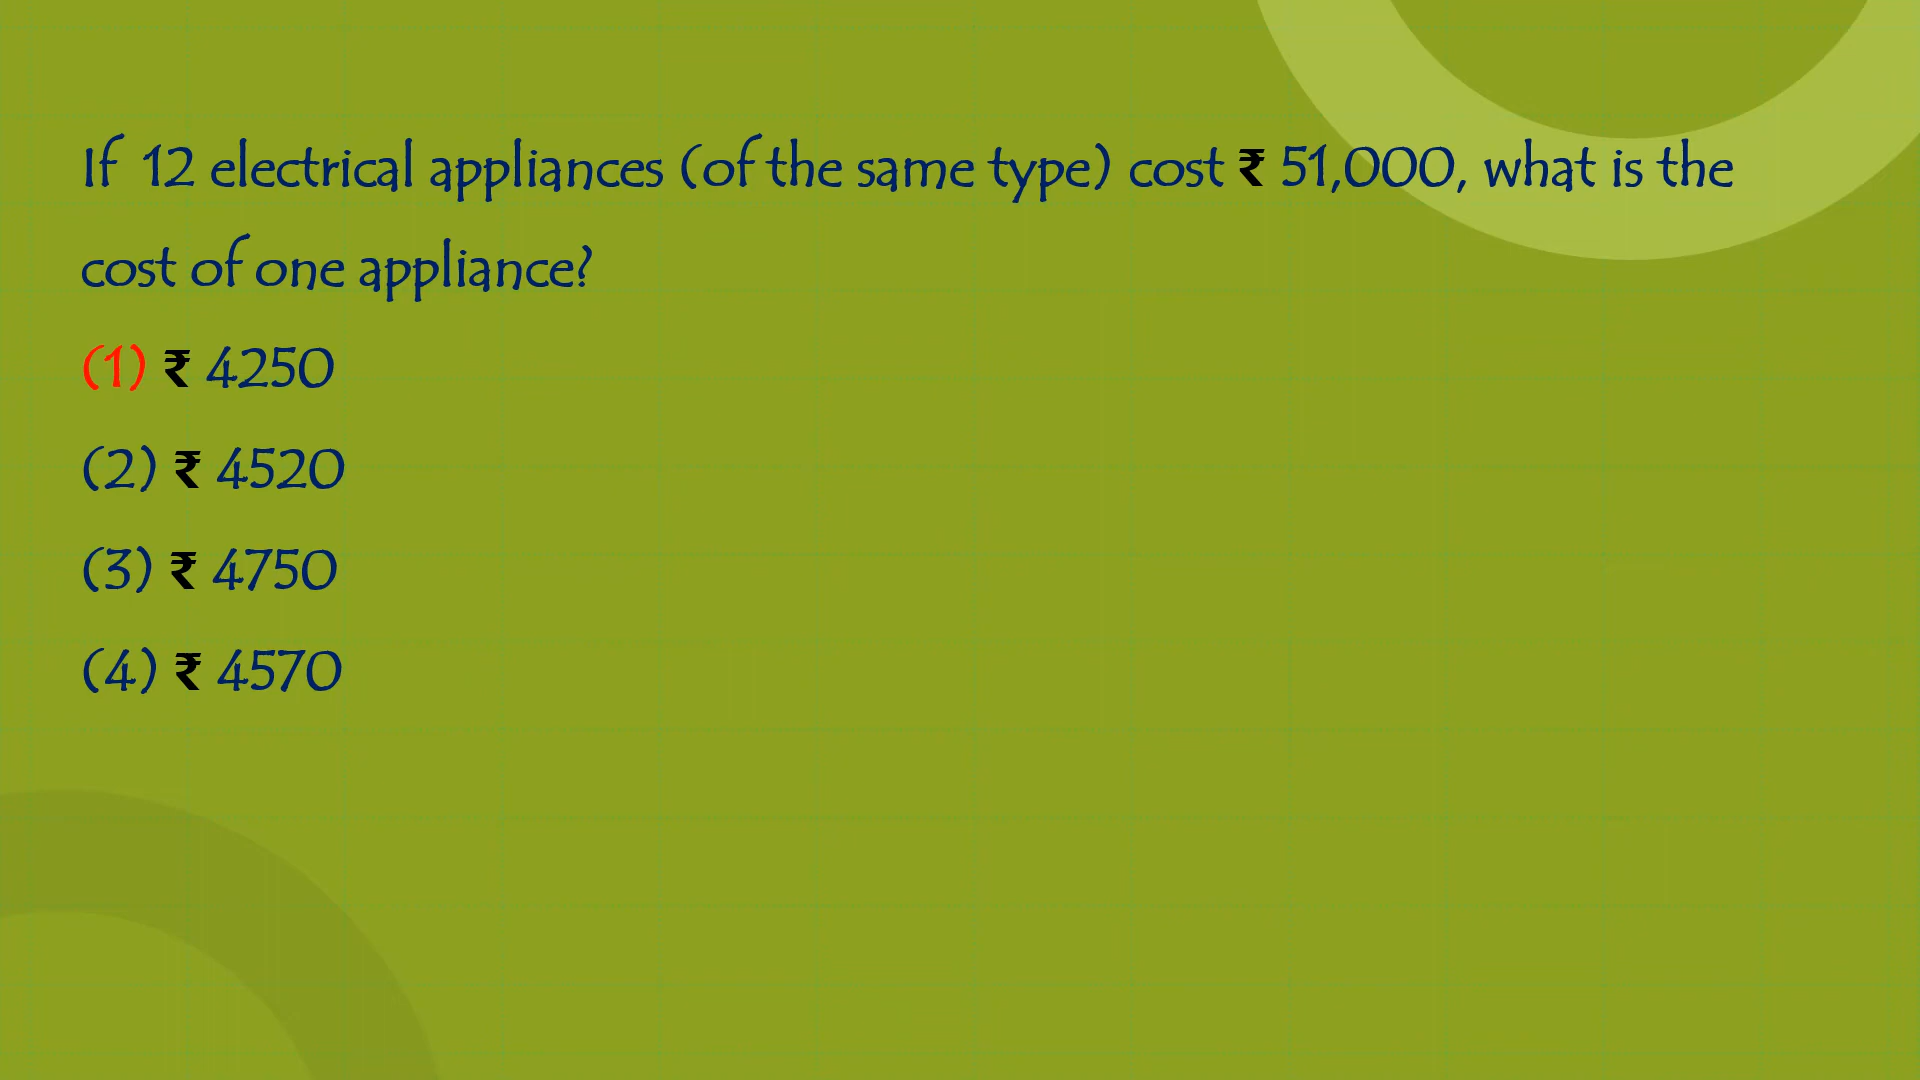 If 12 electrical appliances (of the same type) cost ₹ 51,000, what is the
cost of one appliance?
(1) ₹ 4250
(2) ₹ 4520
(3) ₹ 4750
(4) ₹ 4570